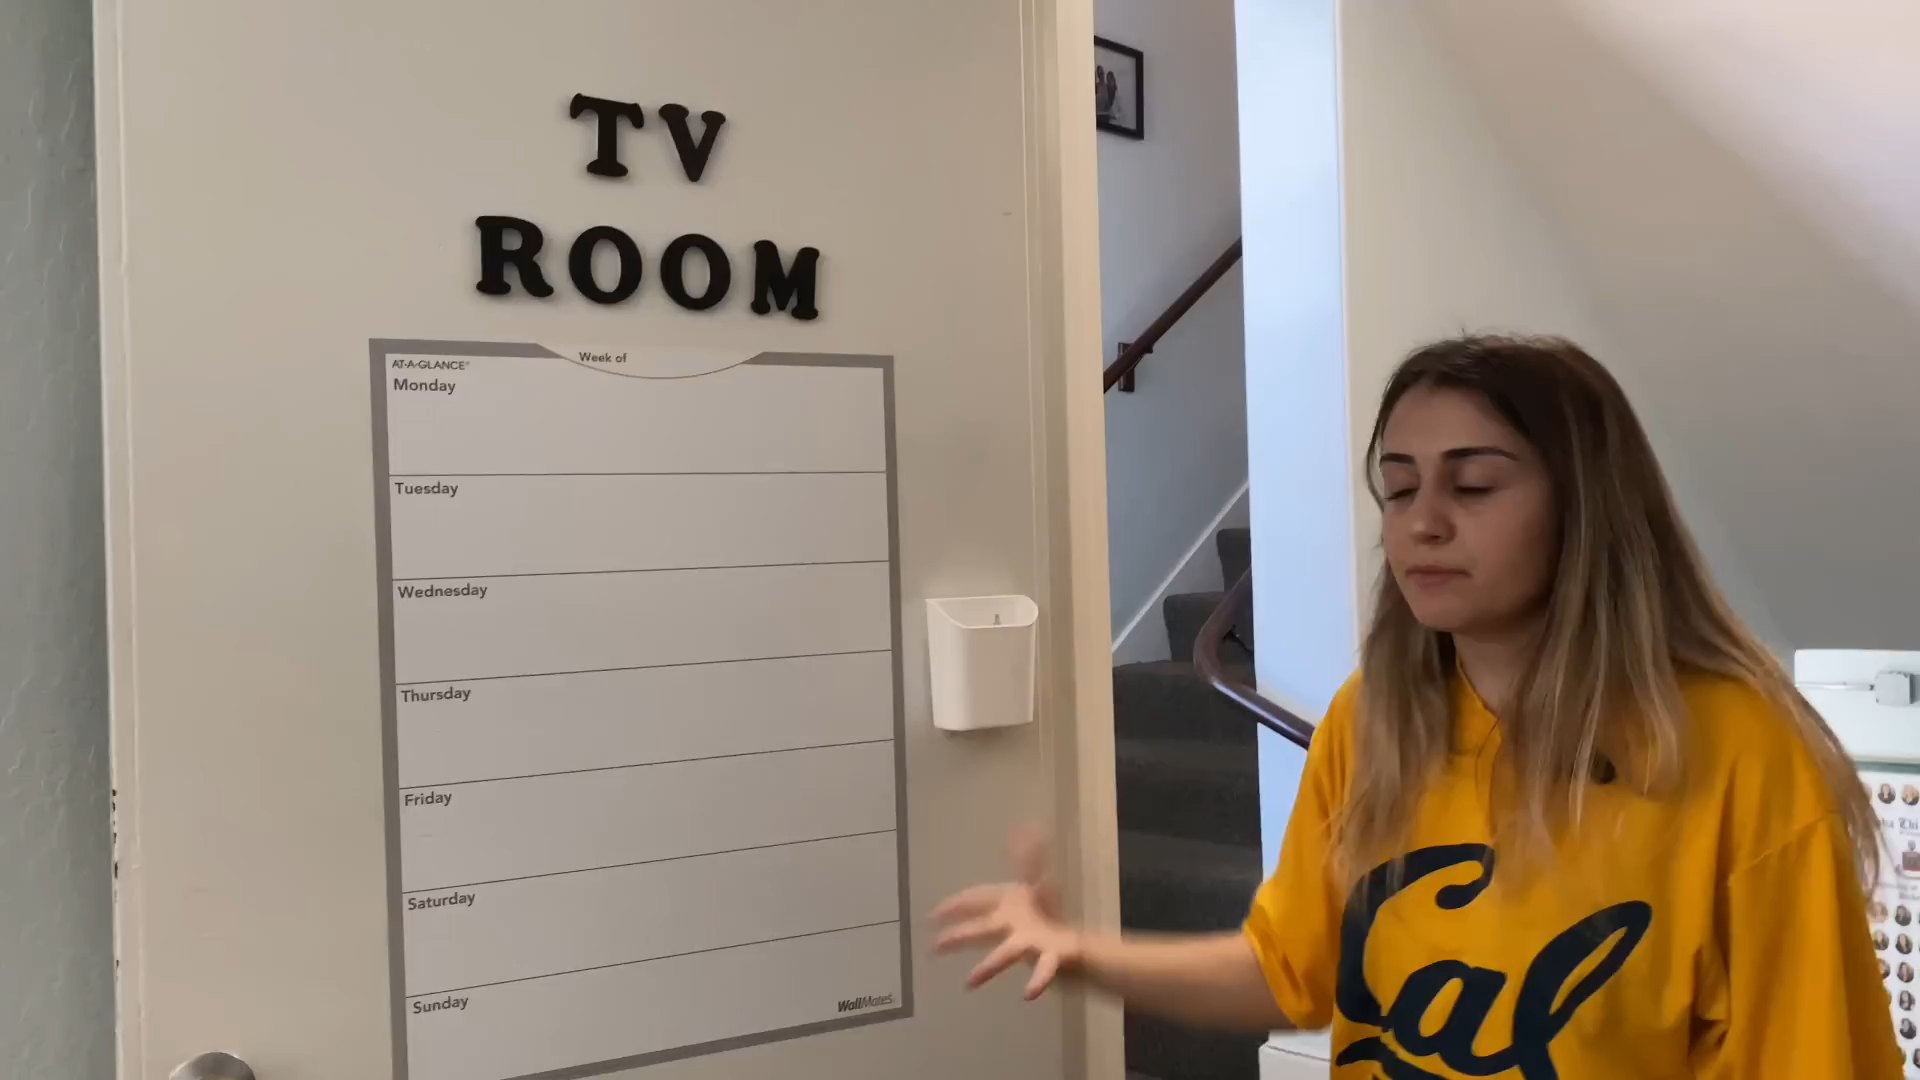 TV
ROOM
Week of
AT-A-GLANCE®
Monday
Tuesday
Wednesday
Thursday
Friday
Saturday
Sunday
WallMates
Cal